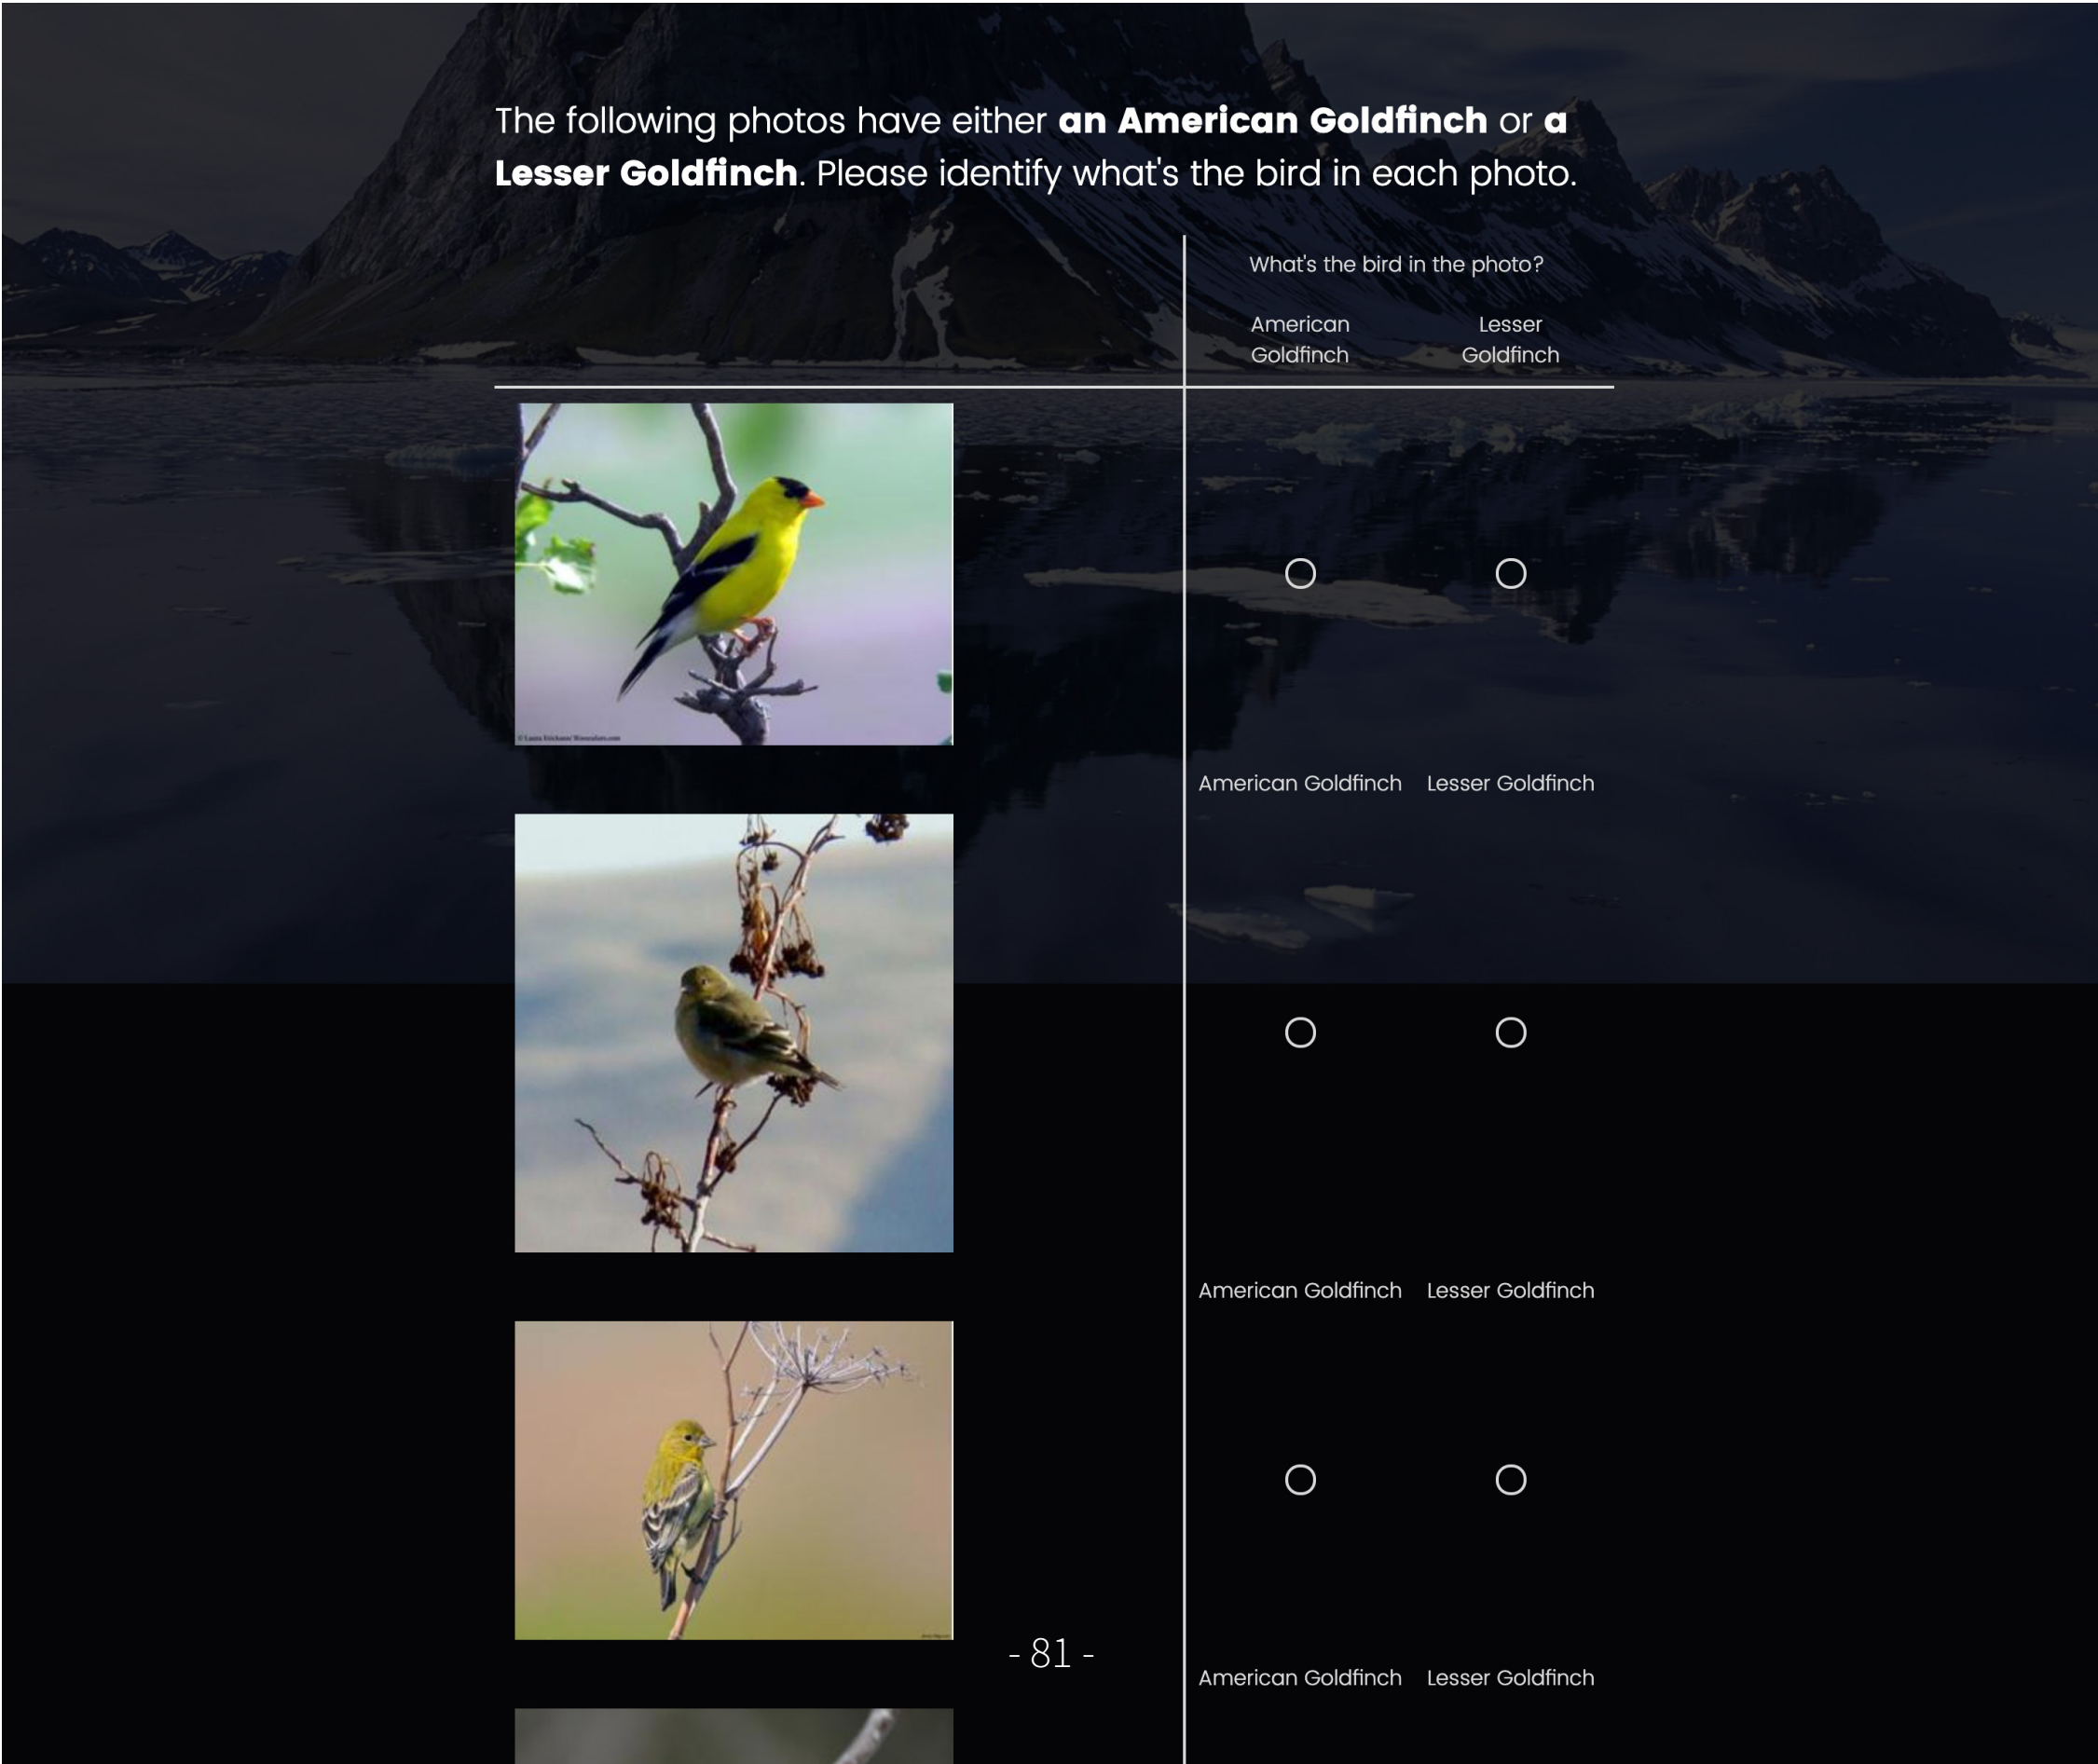 The following photos have either an American Goldfinch or a
Lesser Goldfinch. Please identify what's the bird in each photo.
What's the bird in the photo?
American Goldfinch
Lesser Goldfinch
American Goldfinch Lesser Goldfinch
American Goldfinch Lesser Goldfinch
- 81 -
American Goldfinch Lesser Goldfinch